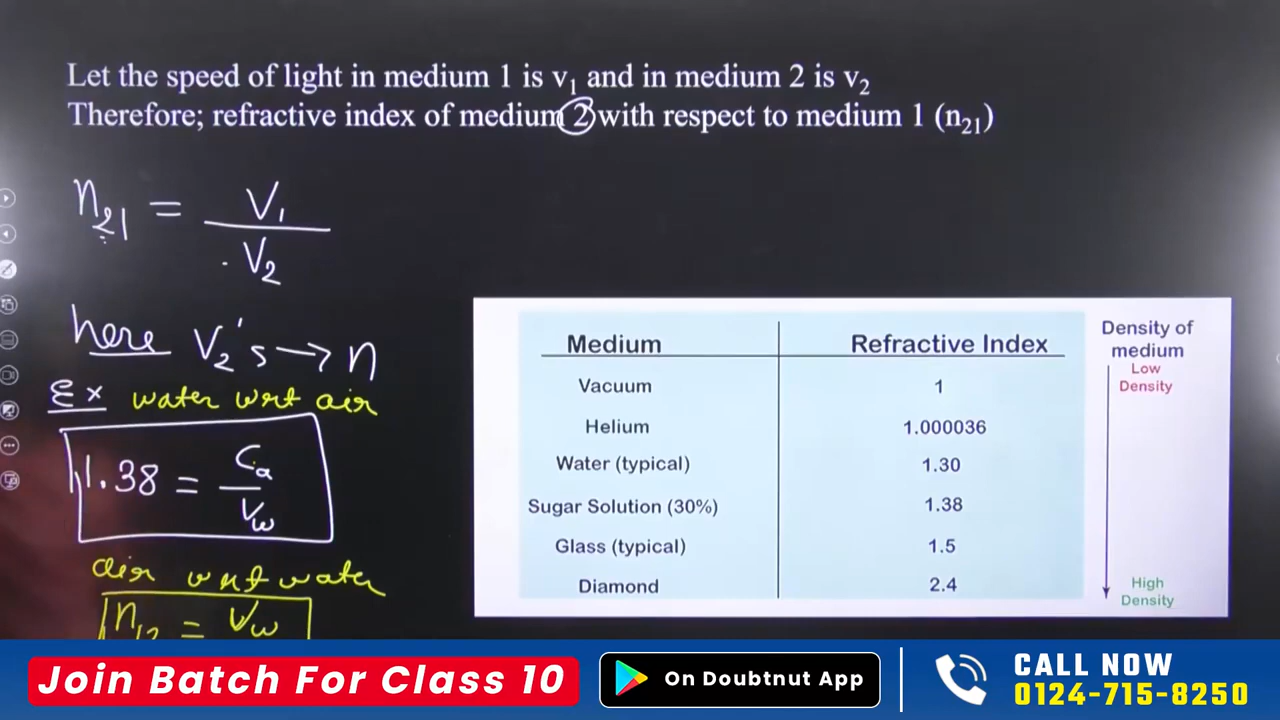 Let the speed of light in medium 1 is v₁ and in medium 2 is v₂
Therefore; refractive index of medium 2 with respect to medium 1 (n₂₁)
n₂₁ = V₁ / V₂
here V₂'s → n
Ex water wrt air
1.38 = Cₐ / V_w
air wrt water
n₁₂ = V_w
Medium Refractive Index
Vacuum 1
Helium 1.000036
Water (typical) 1.30
Sugar Solution (30%) 1.38
Glass (typical) 1.5
Diamond 2.4
Density of
medium
Low
Density
High
Density
Join Batch For Class 10
On Doubtnut App
CALL NOW
0124-715-8250